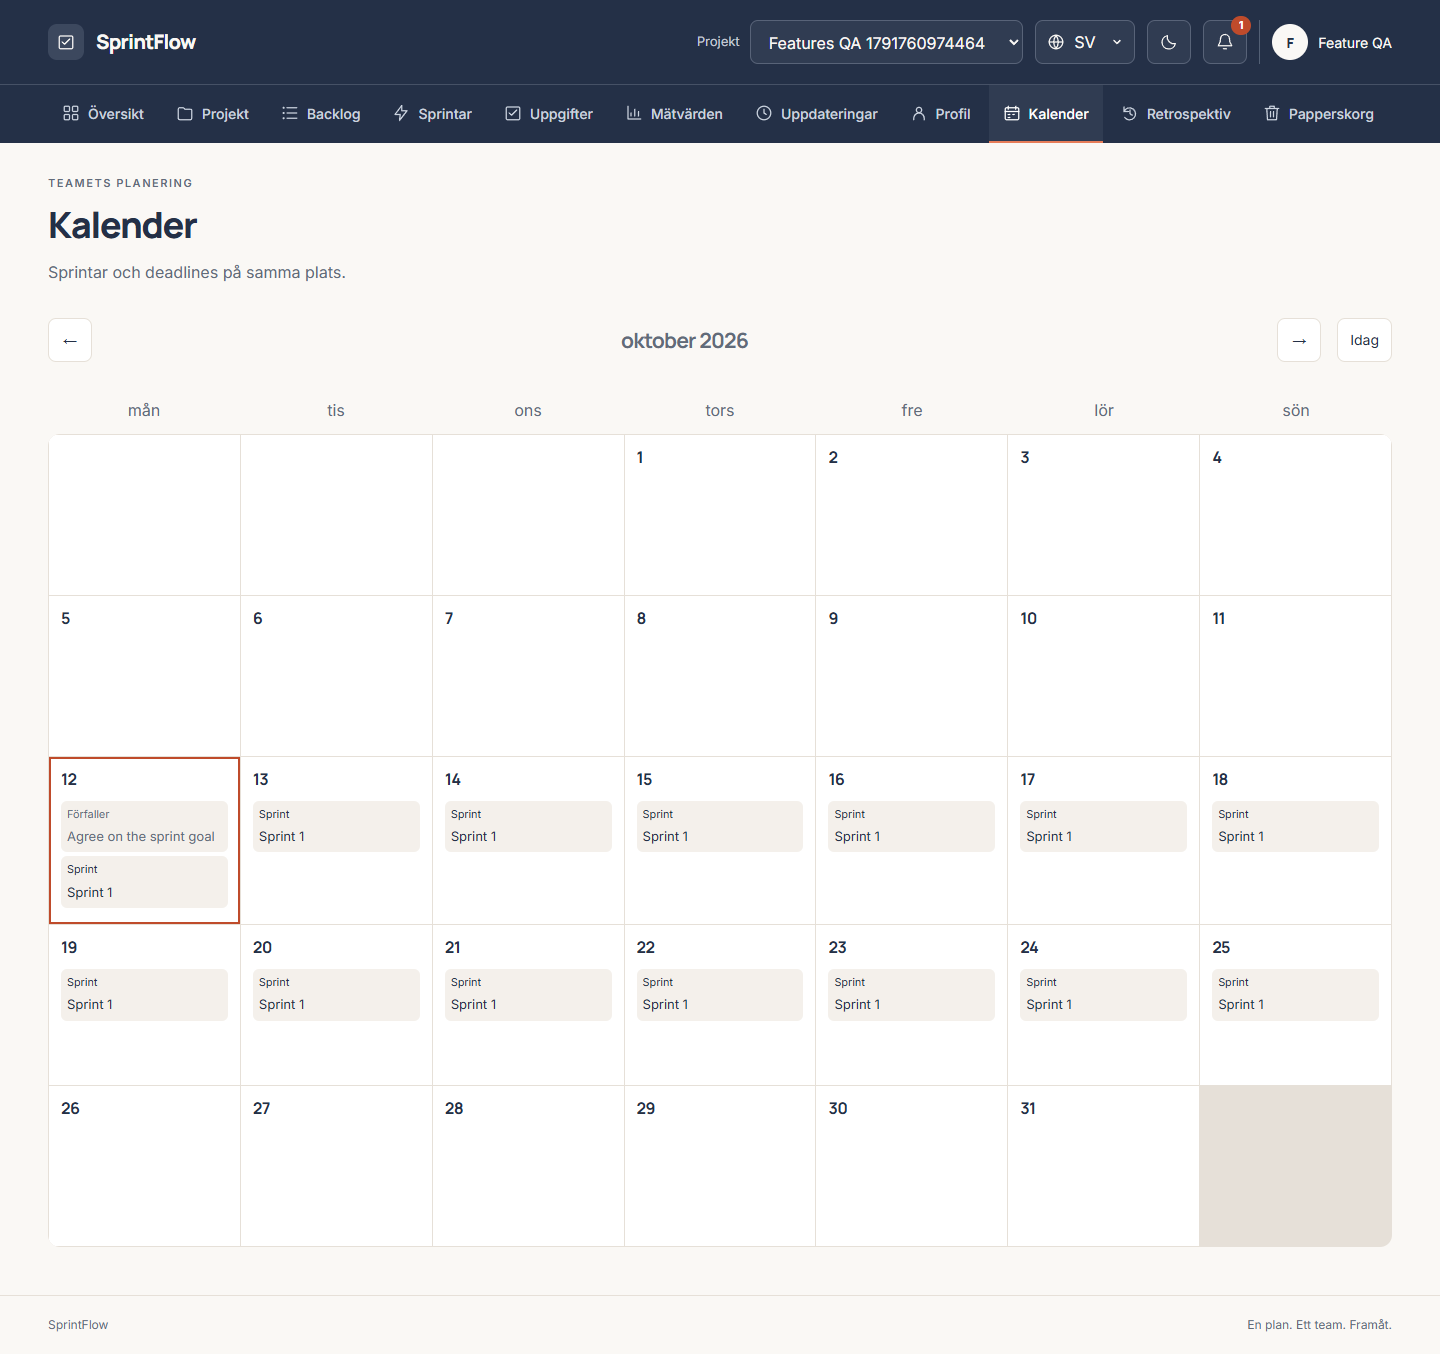 SprintFlow
Projekt
Features QA 1791760974464
SV
1
F
Feature QA
Översikt
Projekt
Backlog
Sprintar
Uppgifter
Mätvärden
Uppdateringar
Profil
Kalender
Retrospektiv
Papperskorg
TEAMETS PLANERING
Kalender
Sprintar och deadlines på samma plats.
←
oktober 2026
→
Idag
mån tis ons tors fre lör sön
1 2 3 4
5 6 7 8 9 10 11
12 13 14 15 16 17 18
Förfaller Sprint Sprint Sprint Sprint Sprint Sprint
Agree on the sprint goal Sprint 1 Sprint 1 Sprint 1 Sprint 1 Sprint 1 Sprint 1
Sprint
Sprint 1
19 20 21 22 23 24 25
Sprint Sprint Sprint Sprint Sprint Sprint Sprint
Sprint 1 Sprint 1 Sprint 1 Sprint 1 Sprint 1 Sprint 1 Sprint 1
26 27 28 29 30 31
SprintFlow
En plan. Ett team. Framåt.